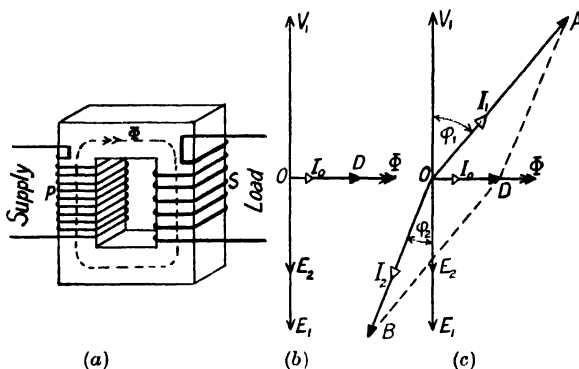 Supply
P
Φ
S
Load
(a)
V₁
O
I₀
D
Φ
E₂
E₁
(b)
V₁
A
I₁
φ₁
O
I₀
D
Φ
φ₂
I₂
E₂
B
E₁
(c)